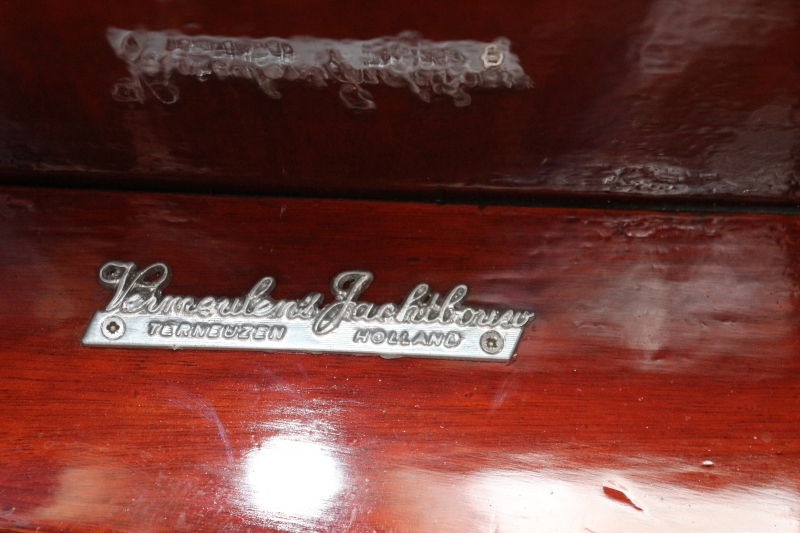 Vermeulen's Jachtbouw
TERNEUZEN HOLLAND